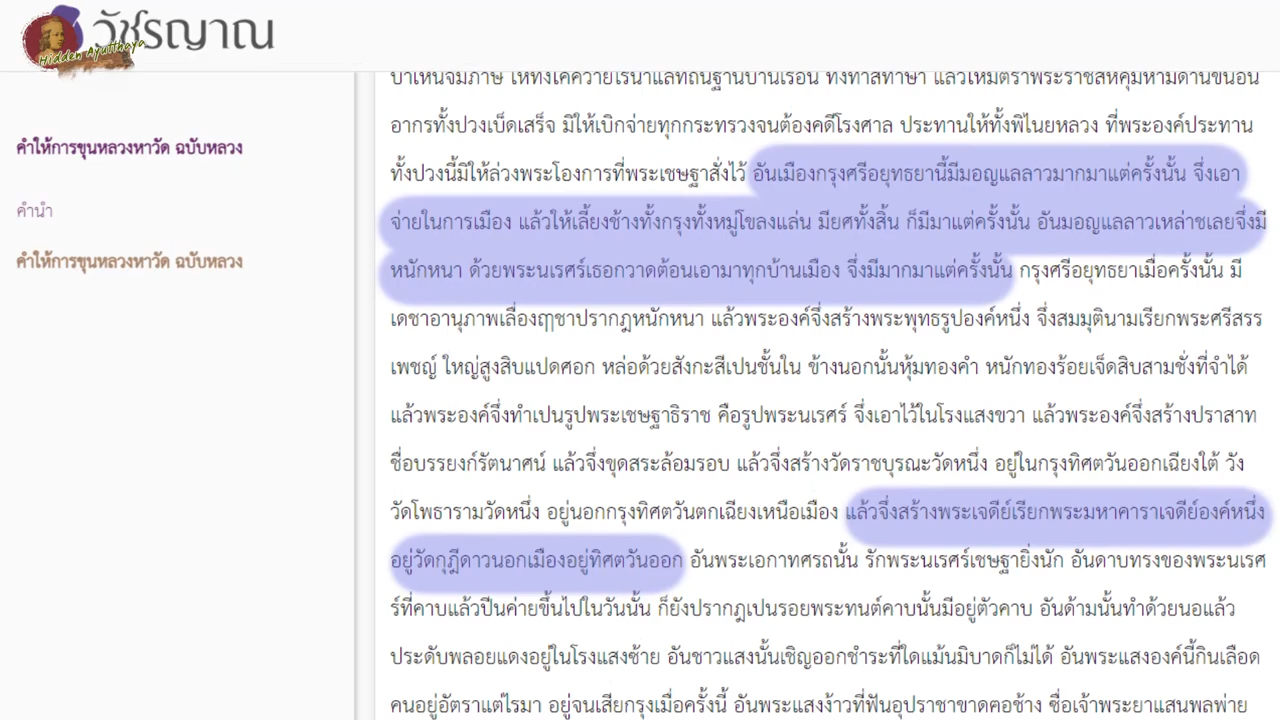 วัชรญาณ
Hidden Ayutthaya
คำให้การขุนหลวงหาวัด ฉบับหลวง
คำนำ
คำให้การขุนหลวงหาวัด ฉบับหลวง
อากรทั้งปวงเบ็ดเสร็จ มิให้เบิกจ่ายทุกกระทรวงจนต้องคดีโรงศาล ประทานให้ทั้งพิไนยหลวง ที่พระองค์ประทาน
ทั้งปวงนี้มิให้ล่วงพระโองการที่พระเชษฐาสั่งไว้ อันเมืองกรุงศรีอยุทธยานี้มีมอญแลลาวมากมาแต่ครั้งนั้น จึ่งเอา
จ่ายในการเมือง แล้วให้เลี้ยงช้างทั้งกรุงทั้งหมู่โขลงแล่น มียศทั้งสิ้น ก็มีมาแต่ครั้งนั้น อันมอญแลลาวเหล่าชเลยจึ่งมี
หนักหนา ด้วยพระนเรศร์เธอกวาดต้อนเอามาทุกบ้านเมือง จึ่งมีมากมาแต่ครั้งนั้น กรุงศรีอยุทธยาเมื่อครั้งนั้น มี
เดชาอานุภาพเลื่องฤๅชาปรากฎหนักหนา แล้วพระองค์จึ่งสร้างพระพุทธรูปองค์หนึ่ง จึ่งสมมุตินามเรียกพระศรีสรร
เพชญ์ ใหญ่สูงสิบแปดศอก หล่อด้วยสังกะสีเปนชั้นใน ข้างนอกนั้นหุ้มทองคำ หนักทองร้อยเจ็ดสิบสามชั่งที่จำได้
แล้วพระองค์จึ่งทำเปนรูปพระเชษฐาธิราช คือรูปพระนเรศร์ จึ่งเอาไว้ในโรงแสงขวา แล้วพระองค์จึ่งสร้างปราสาท
ชื่อบรรยงก์รัตนาศน์ แล้วจึ่งขุดสระล้อมรอบ แล้วจึ่งสร้างวัดราชบุรณะวัดหนึ่ง อยู่ในกรุงทิศตวันออกเฉียงใต้ วัง
วัดโพธารามวัดหนึ่ง อยู่นอกกรุงทิศตวันตกเฉียงเหนือเมือง แล้วจึ่งสร้างพระเจดีย์เรียกพระมหาคาราเจดีย์องค์หนึ่ง
อยู่วัดกุฎีดาวนอกเมืองอยู่ทิศตวันออก อันพระเอกาทศรถนั้น รักพระนเรศร์เชษฐายิ่งนัก อันดาบทรงของพระนเรศ
ร์ที่คาบแล้วปีนค่ายขึ้นไปในวันนั้น ก็ยังปรากฎเปนรอยพระทนต์คาบนั้นมีอยู่ตัวคาบ อันด้ามนั้นทำด้วยนอแล้ว
ประดับพลอยแดงอยู่ในโรงแสงซ้าย อันชาวแสงนั้นเชิญออกชำระที่ใดแม้นมิบาดก็ไม่ได้ อันพระแสงองค์นี้กินเลือด
คนอยู่อัตราแต่ไรมา อยู่จนเสียกรุงเมื่อครั้งนี้ อันพระแสงง้าวที่ฟันอุปราชาขาดคอช้าง ชื่อเจ้าพระยาแสนพลพ่าย